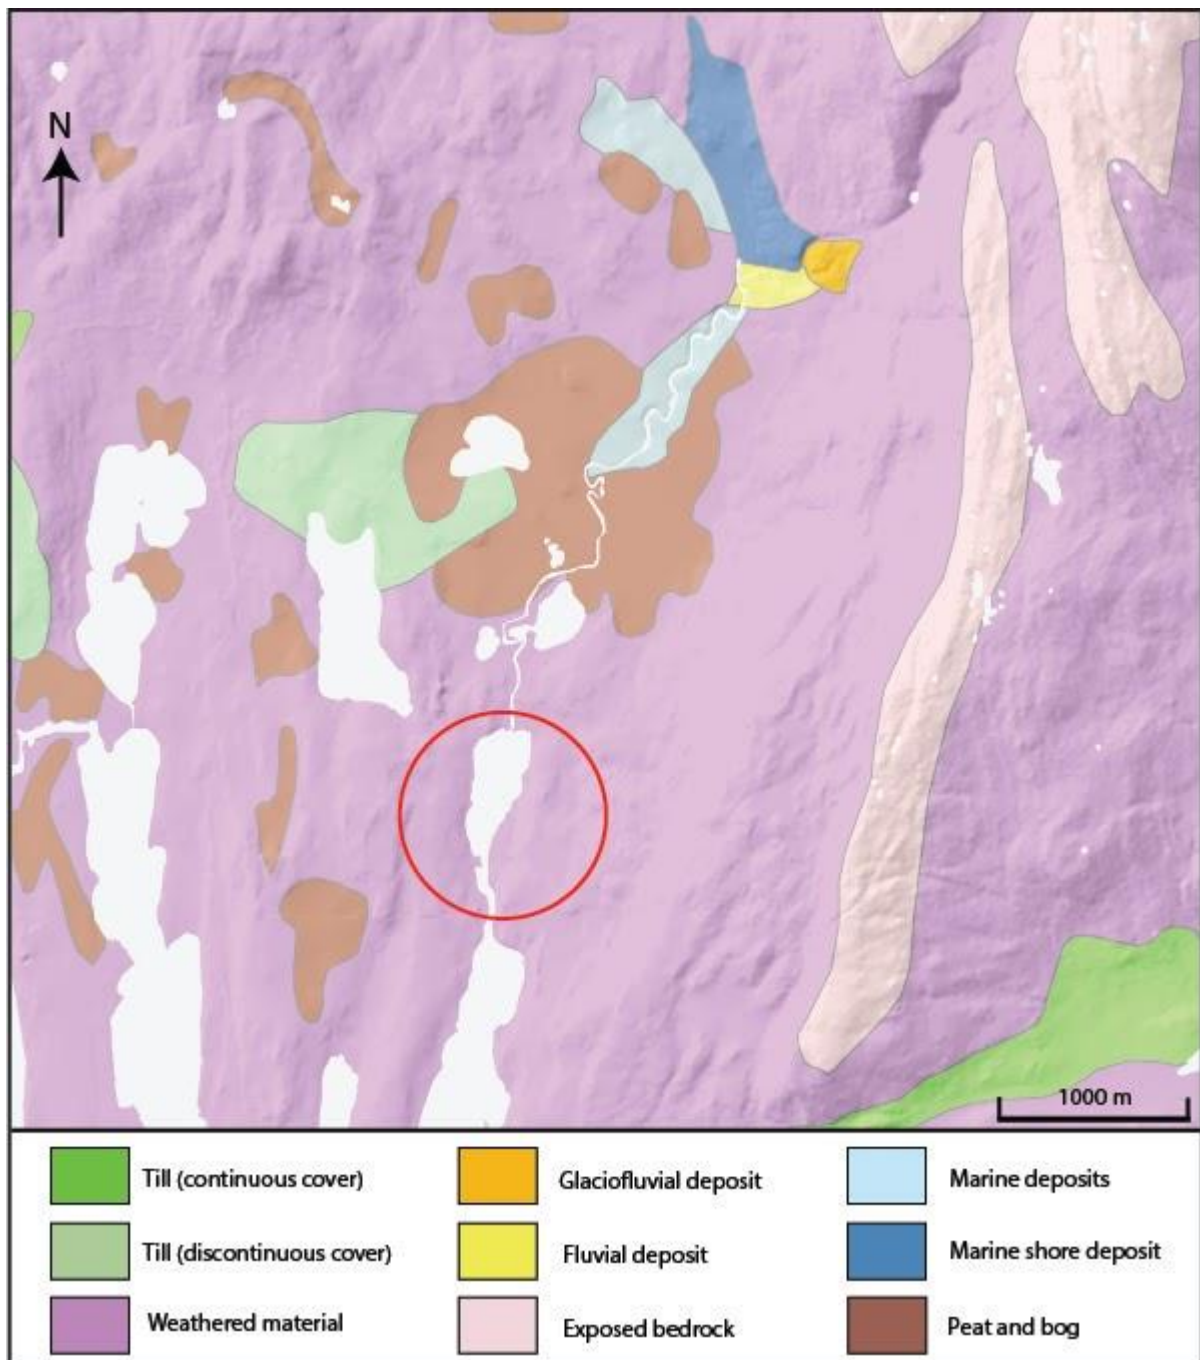 N
1000 m
Till (continuous cover)
Glaciofluvial deposit
Marine deposits
Till (discontinuous cover)
Fluvial deposit
Marine shore deposit
Weathered material
Exposed bedrock
Peat and bog